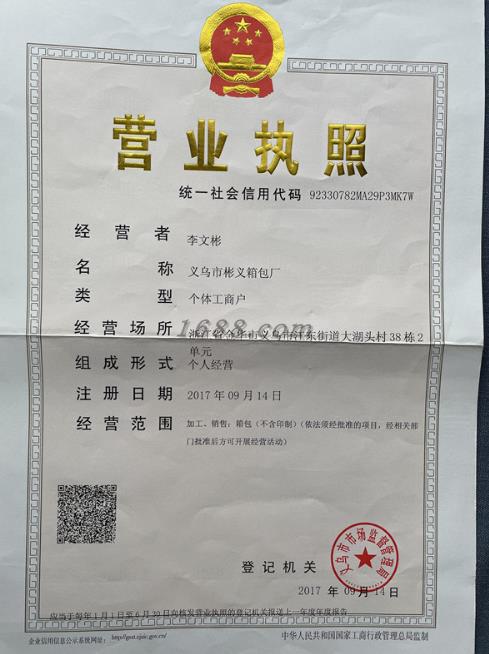 营业执照
统一社会信用代码 92330782MA29P3MK7W
经营者 李文彬
名称 义乌市彬义箱包厂
类型 个体工商户
经营场所 浙江省金华市义乌市江东街道大湖头村38栋2
单元
组成形式 个人经营
注册日期 2017年09月14日
经营范围 加工、销售：箱包（不含印制）（依法须经批准的项目，经相关部
门批准后方可开展经营活动）
1688.com
义乌市市场监督管理局
登记机关
2017年09月14日
应当于每年1月1日至6月30日向核发营业执照的登记机关报送上一年度年度报告
企业信用信息公示系统网址：http://gsxt.zjaic.gov.cn/
中华人民共和国国家工商行政管理总局监制